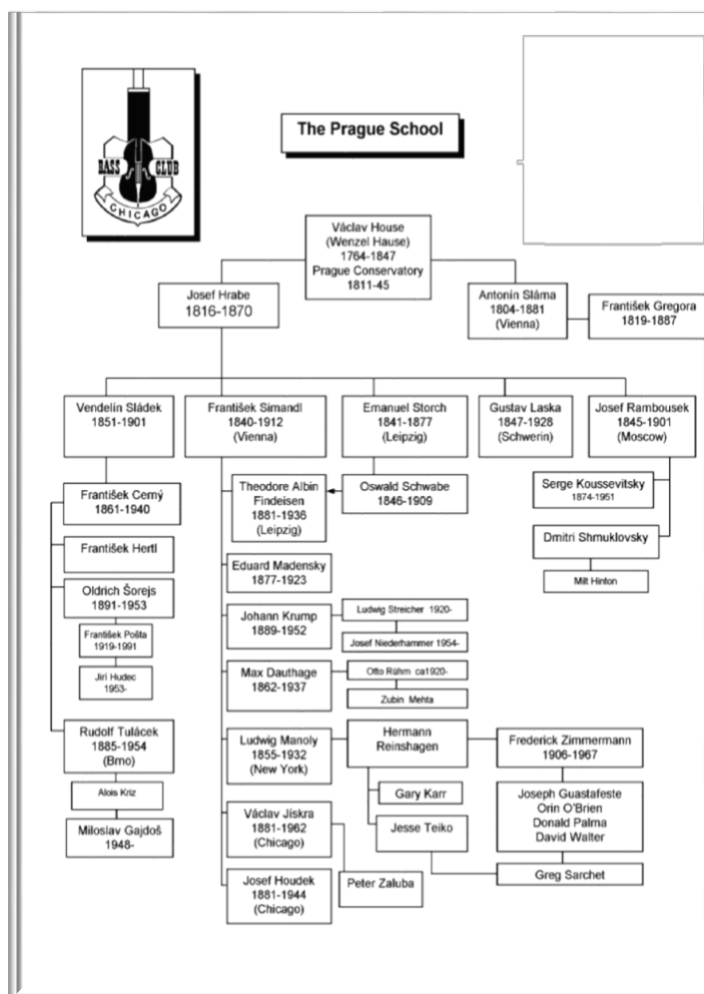 BASS CLUB
CHICAGO
The Prague School
Václav House
(Wenzel Hause)
1764-1847
Prague Conservatory
1811-45
Josef Hrabe
1816-1870
Antonín Sláma
1804-1881
(Vienna)
František Gregora
1819-1887
Vendelín Sládek
1851-1901
František Simandl
1840-1912
(Vienna)
Emanuel Storch
1841-1877
(Leipzig)
Gustav Laska
1847-1928
(Schwerin)
Josef Rambousek
1845-1901
(Moscow)
František Cerný
1861-1940
Theodore Albin
Findeisen
1881-1936
(Leipzig)
Oswald Schwabe
1846-1909
Serge Koussevitsky
1874-1951
František Hertl
Dmitri Shmuklovsky
Eduard Madensky
1877-1923
Milt Hinton
Oldrich Šorejs
1891-1953
Johann Krump
1889-1952
Ludwig Streicher 1920-
František Pošta
1919-1991
Josef Niederhammer 1954-
Jirí Hudec
1953-
Max Dauthage
1862-1937
Otto Rühm ca1920-
Zubin Mehta
Rudolf Tulácek
1885-1954
(Brno)
Ludwig Manoly
1855-1932
(New York)
Hermann
Reinshagen
Frederick Zimmermann
1906-1967
Alois Kriz
Gary Karr
Joseph Guastafeste
Orin O'Brien
Donald Palma
David Walter
Miloslav Gajdoš
1948-
Václav Jiskra
1881-1962
(Chicago)
Jesse Teiko
Josef Houdek
1881-1944
(Chicago)
Peter Zaluba
Greg Sarchet